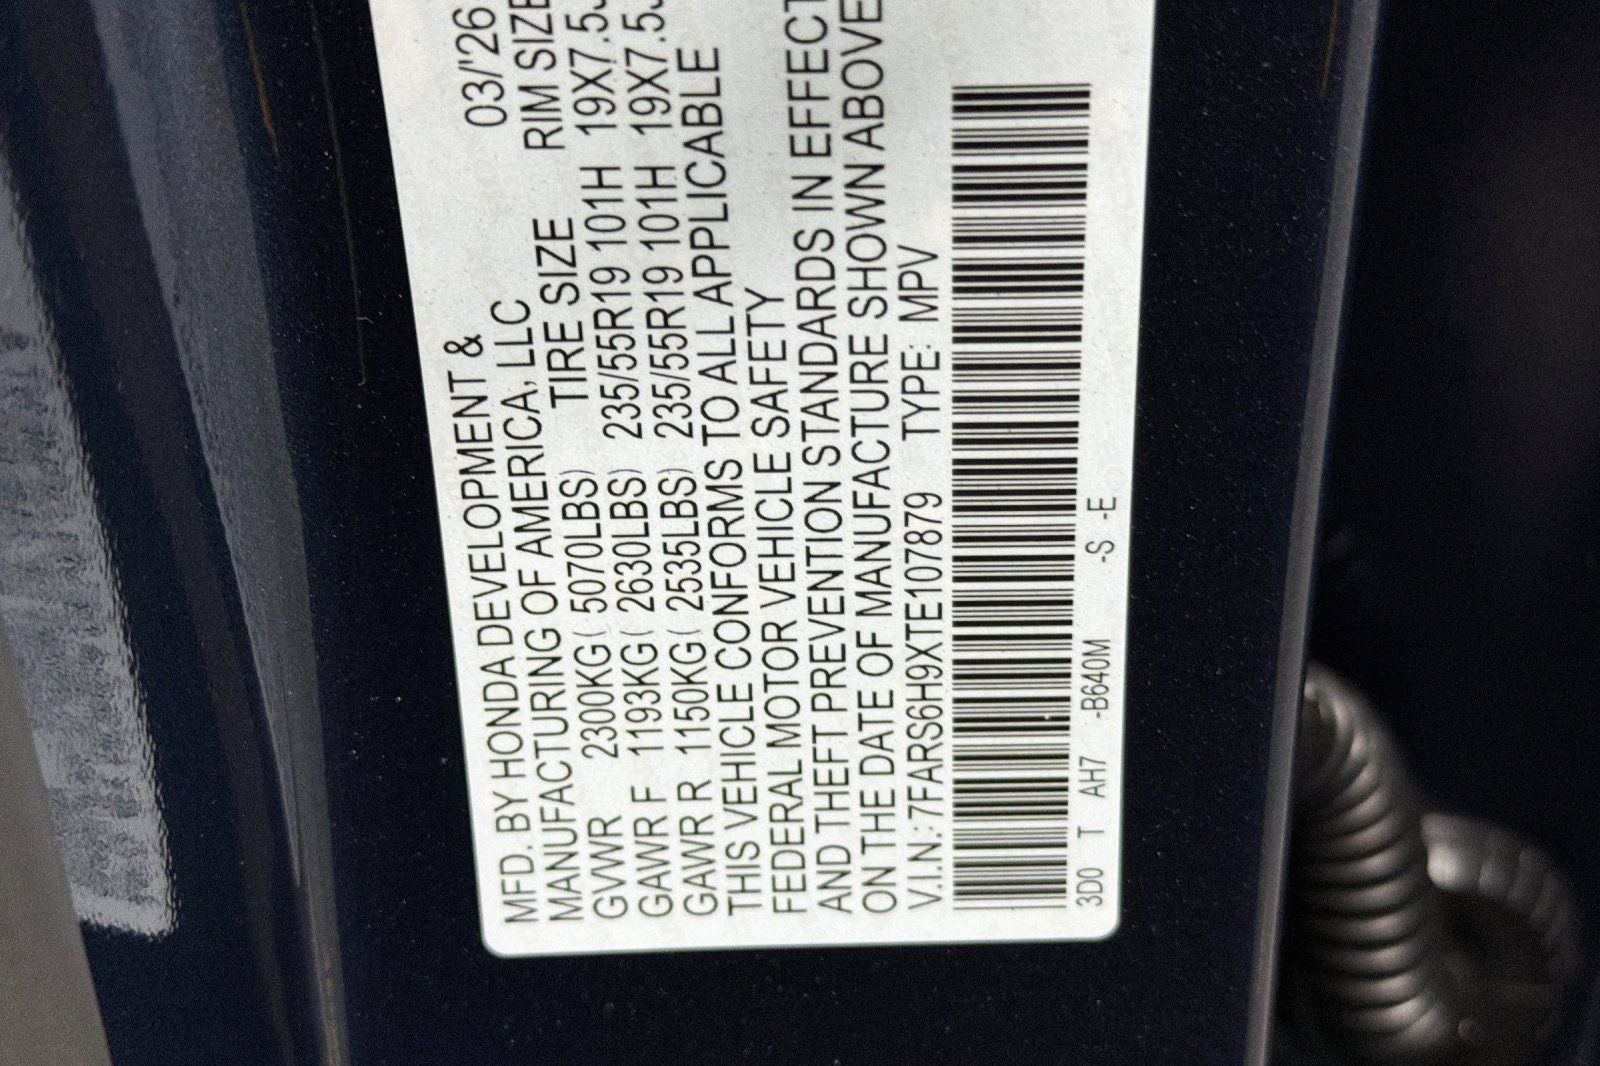 MFD. BY HONDA DEVELOPMENT & 03/'26
MANUFACTURING OF AMERICA, LLC
TIRE SIZE RIM SIZE
GVWR 2300KG( 5070LBS)
GAWR F 1193KG( 2630LBS) 235/55R19 101H 19X7.5J
GAWR R 1150KG( 2535LBS) 235/55R19 101H 19X7.5J
THIS VEHICLE CONFORMS TO ALL APPLICABLE
FEDERAL MOTOR VEHICLE SAFETY
AND THEFT PREVENTION STANDARDS IN EFFECT
ON THE DATE OF MANUFACTURE SHOWN ABOVE
V.I.N.: 7FARS6H9XTE107879 TYPE: MPV
3D0 T AH7 -B640M -S -E